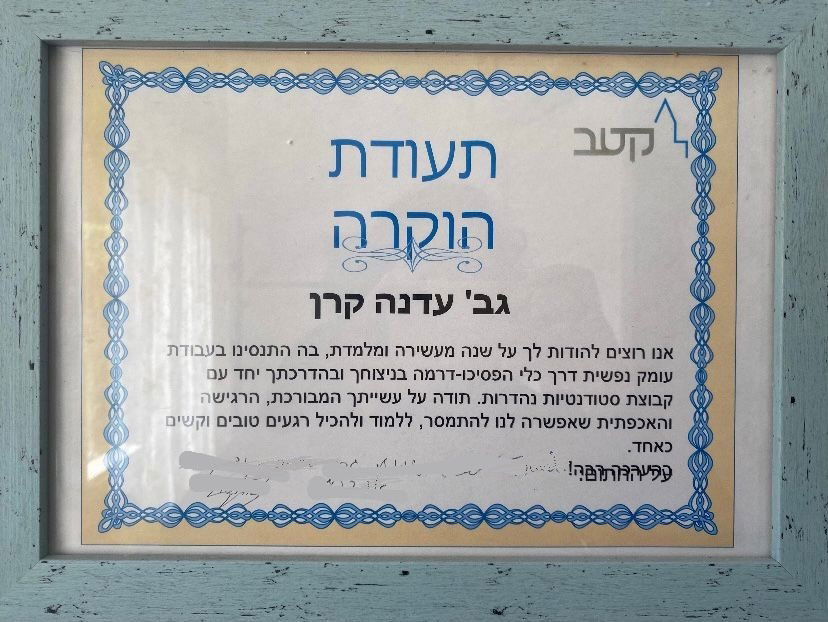 קטב
תעודת
הוקרה
גב' עדנה קרן
אנו רוצים להודות לך על שנה מעשירה ומלמדת, בה התנסינו בעבודת
עומק נפשית דרך כלי הפסיכו-דרמה בניצוחך ובהדרכתך יחד עם
קבוצת סטודנטיות נהדרות. תודה על עשייתך המבורכת, הרגישה
והאכפתית שאפשרה לנו להתמסר, ללמוד ולהכיל רגעים טובים וקשים
כאחד.
בהערכה רבה!
על החתום: